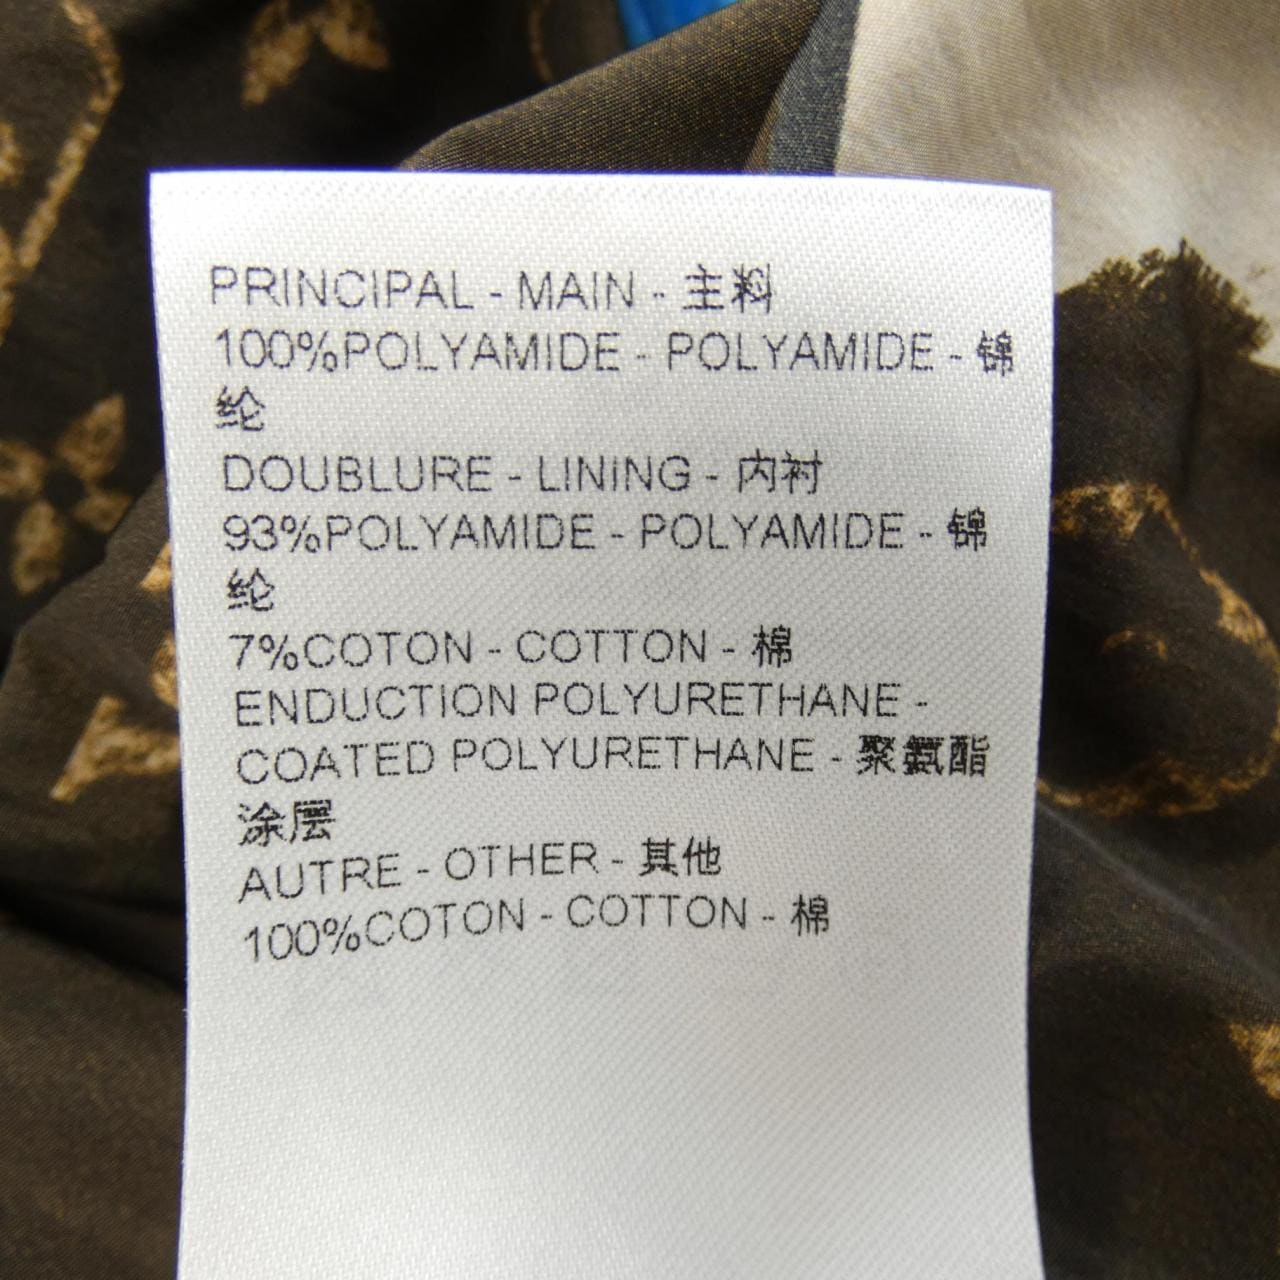 PRINCIPAL - MAIN - 主料
100%POLYAMIDE - POLYAMIDE - 锦
纶
DOUBLURE - LINING - 内衬
93%POLYAMIDE - POLYAMIDE - 锦
纶
7%COTON - COTTON - 棉
ENDUCTION POLYURETHANE -
COATED POLYURETHANE - 聚氨酯
涂层
AUTRE - OTHER - 其他
100%COTON - COTTON - 棉